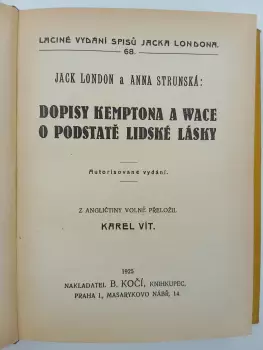 LACINÉ VYDÁNÍ SPISŮ JACKA LONDONA.
68.
JACK LONDON a ANNA STRUNSKÁ:
DOPISY KEMPTONA A WACE
O PODSTATĚ LIDSKÉ LÁSKY
Autorisované vydání.
Z ANGLIČTINY VOLNĚ PŘELOŽIL
KAREL VÍT.
1925
NAKLADATEL B. KOČÍ, KNIHKUPEC,
PRAHA I., MASARYKOVO NÁBŘ. 14.